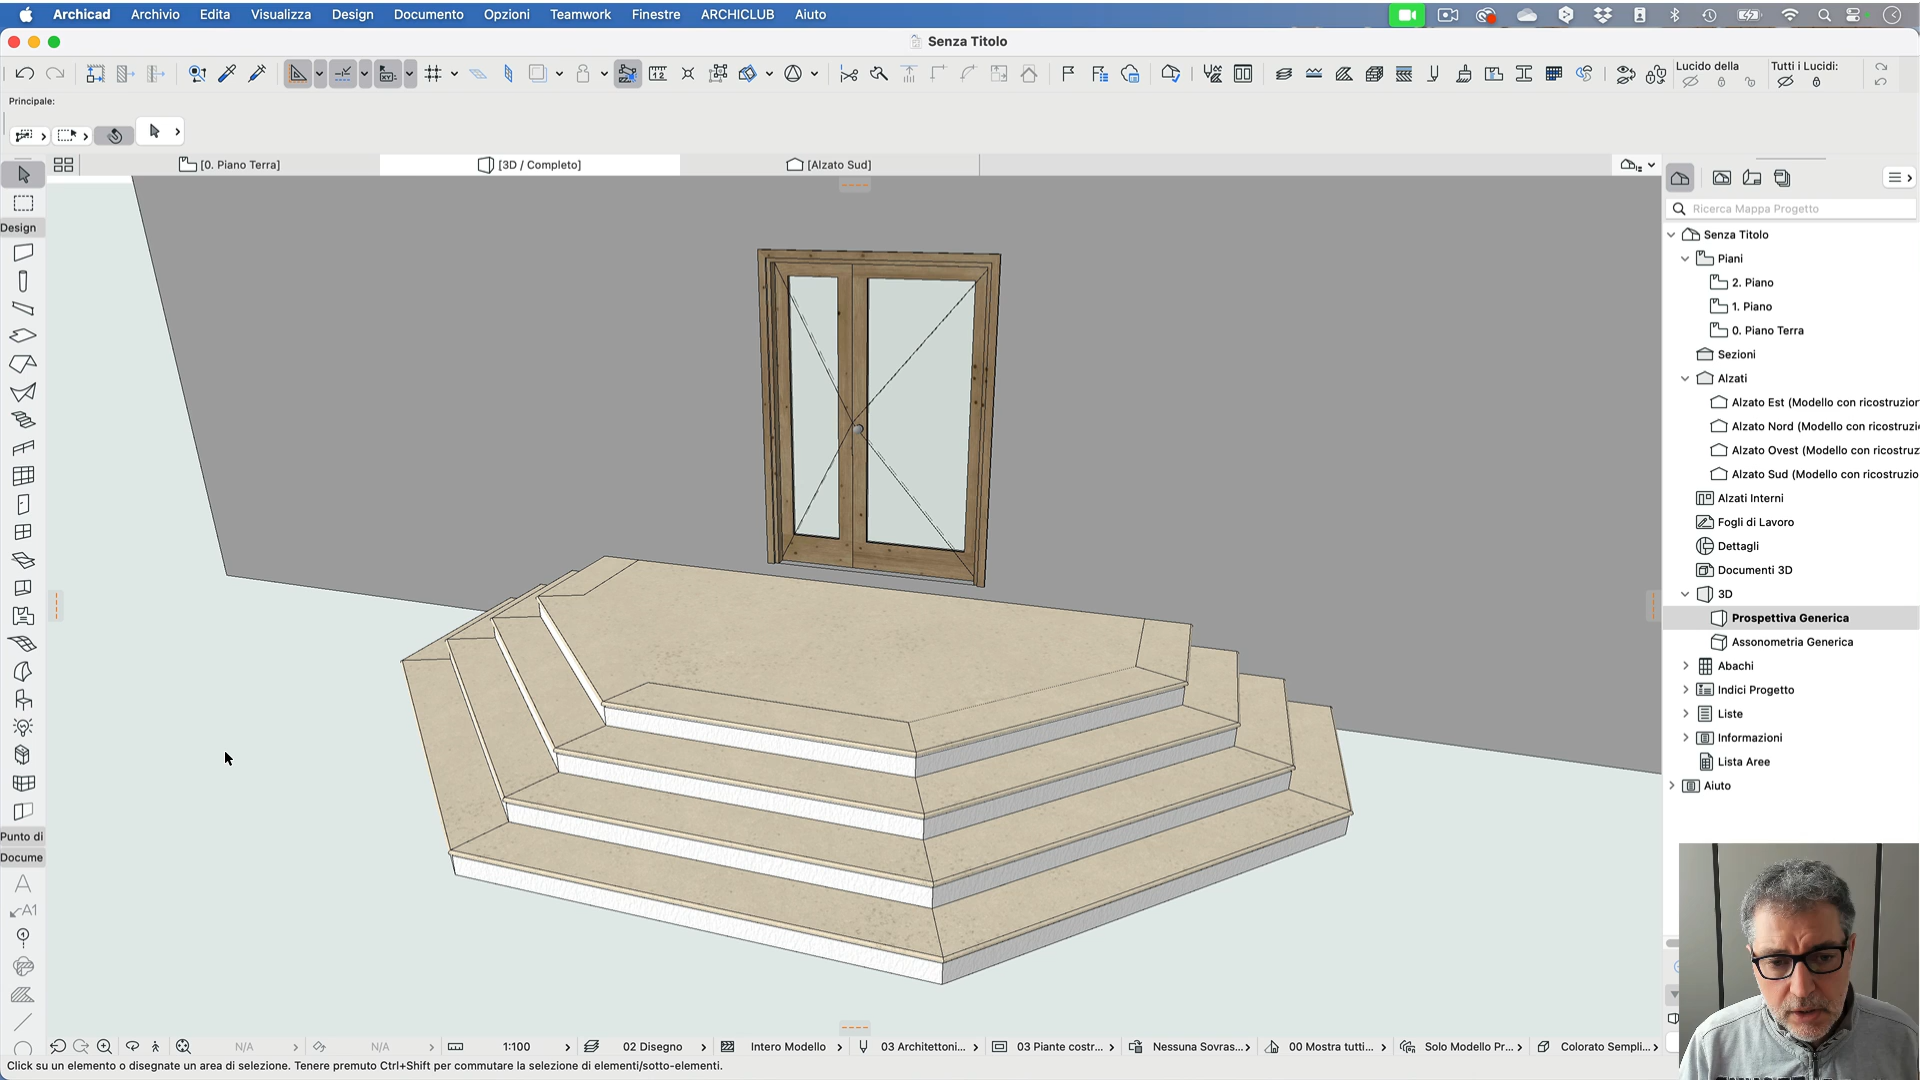 Archicad Archivio Edita Visualizza Design Documento Opzioni Teamwork Finestre ARCHICLUB Aiuto
Senza Titolo
Lucido della
Tutti i Lucidi:
Principale:
[0. Piano Terra]
[3D / Completo]
[Alzato Sud]
Ricerca Mappa Progetto
Design
Senza Titolo
Piani
2. Piano
1. Piano
0. Piano Terra
Sezioni
Alzati
Alzato Est (Modello con ricostruzior
Alzato Nord (Modello con ricostruzi
Alzato Ovest (Modello con ricostruz
Alzato Sud (Modello con ricostruzio
Alzati Interni
Fogli di Lavoro
Dettagli
Documenti 3D
3D
Prospettiva Generica
Assonometria Generica
Abachi
Indici Progetto
Liste
Informazioni
Lista Aree
Aiuto
Punto di
Docume
A
A1
N/A
N/A
1:100
02 Disegno
Intero Modello
03 Architettoni...
03 Piante costr...
Nessuna Sovras...
00 Mostra tutti...
Solo Modello Pr...
Colorato Sempli...
Click su un elemento o disegnate un area di selezione. Tenere premuto Ctrl+Shift per commutare la selezione di elementi/sotto-elementi.